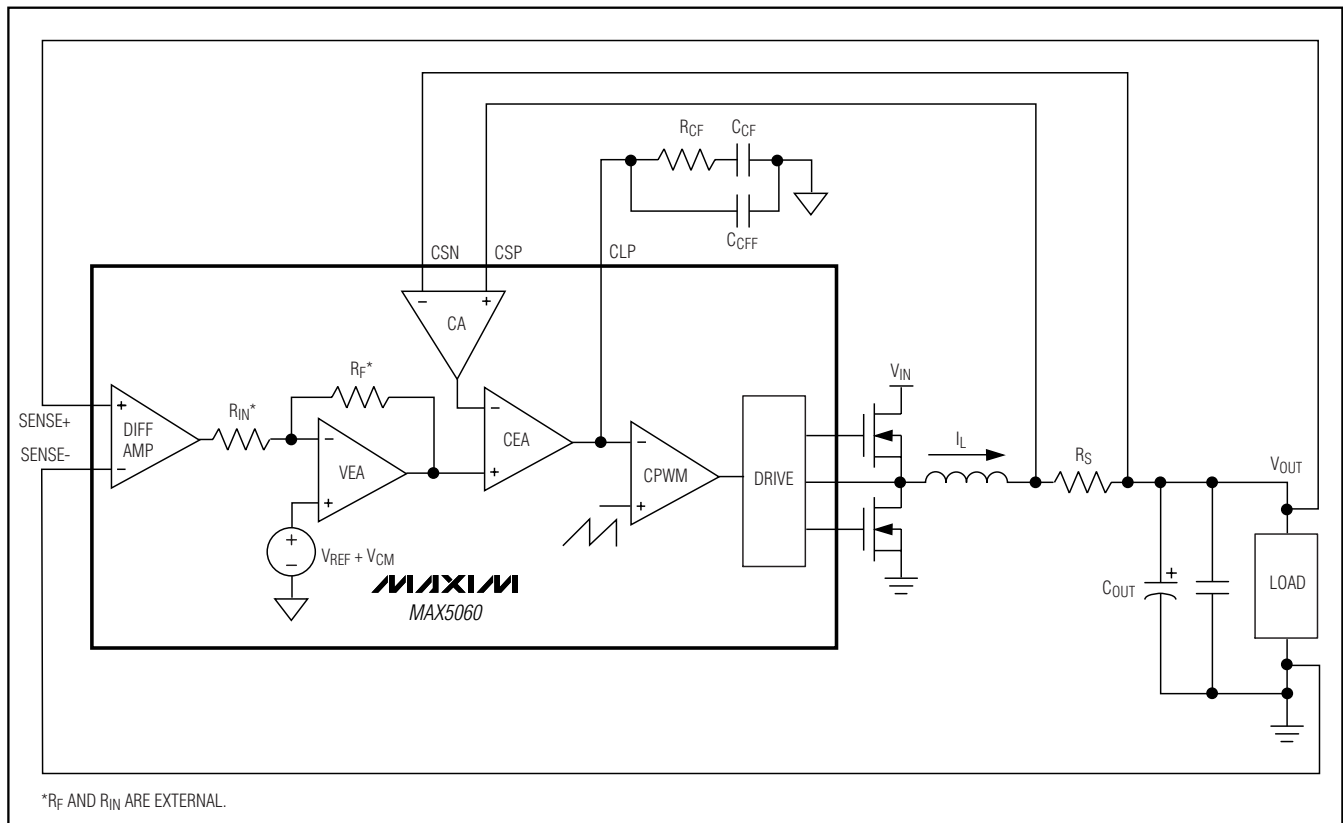 RCF CCF
CCFF
CSN CSP CLP
- +
CA
RF*
VIN
SENSE+
SENSE-
+
-
DIFF
AMP
RIN*
-
+
VEA
-
+
CEA
-
+
CPWM
DRIVE
IL
RS
VOUT
+
-
VREF + VCM
MAXIM
MAX5060
COUT
+
LOAD
*RF AND RIN ARE EXTERNAL.